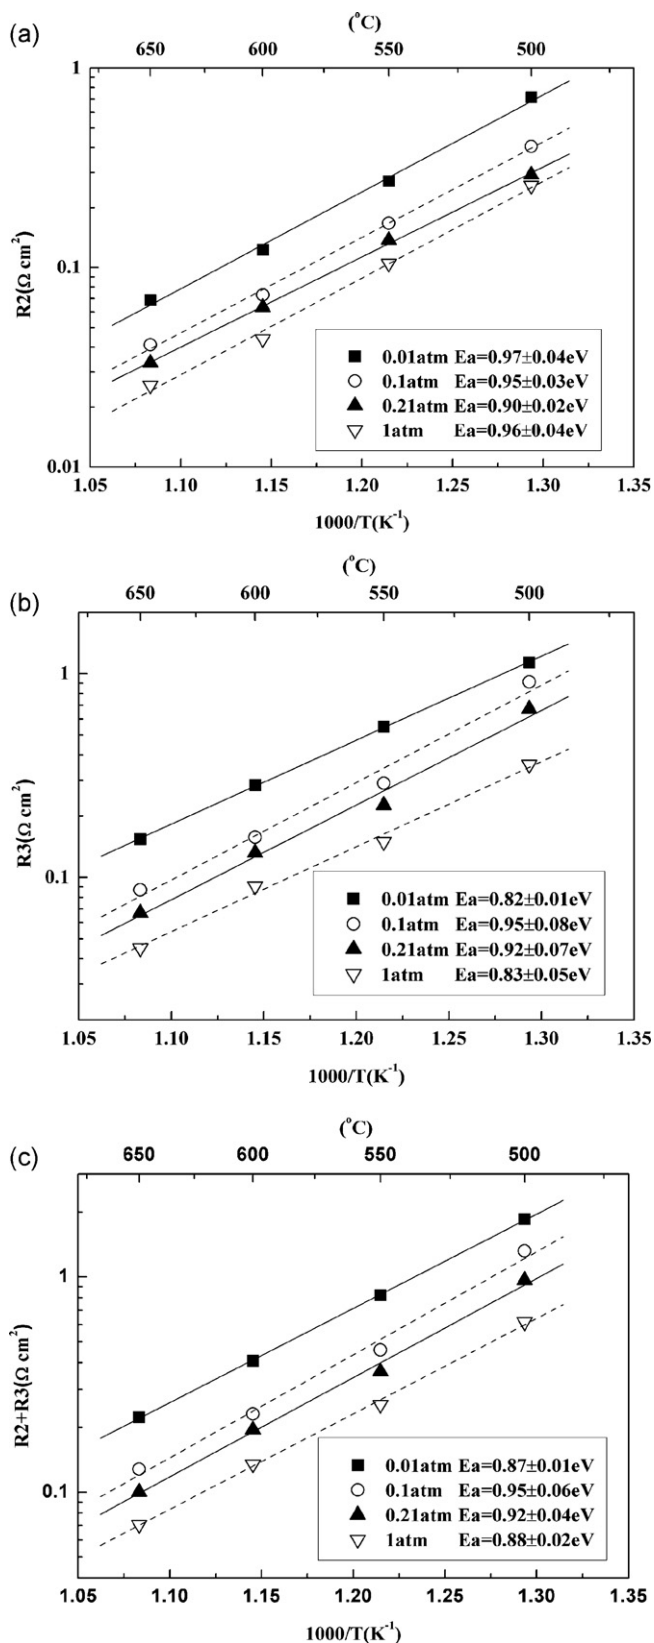 (a)
(°C)
650 600 550 500
1
0.1
0.01
R2(Ω cm²)
0.01atm Ea=0.97±0.04eV
0.1atm Ea=0.95±0.03eV
0.21atm Ea=0.90±0.02eV
1atm Ea=0.96±0.04eV
1.05 1.10 1.15 1.20 1.25 1.30 1.35
1000/T(K⁻¹)
(b)
(°C)
650 600 550 500
1
0.1
R3(Ω cm²)
0.01atm Ea=0.82±0.01eV
0.1atm Ea=0.95±0.08eV
0.21atm Ea=0.92±0.07eV
1atm Ea=0.83±0.05eV
1.05 1.10 1.15 1.20 1.25 1.30 1.35
1000/T(K⁻¹)
(c)
(°C)
650 600 550 500
1
0.1
R2+R3(Ω cm²)
0.01atm Ea=0.87±0.01eV
0.1atm Ea=0.95±0.06eV
0.21atm Ea=0.92±0.04eV
1atm Ea=0.88±0.02eV
1.05 1.10 1.15 1.20 1.25 1.30 1.35
1000/T(K⁻¹)